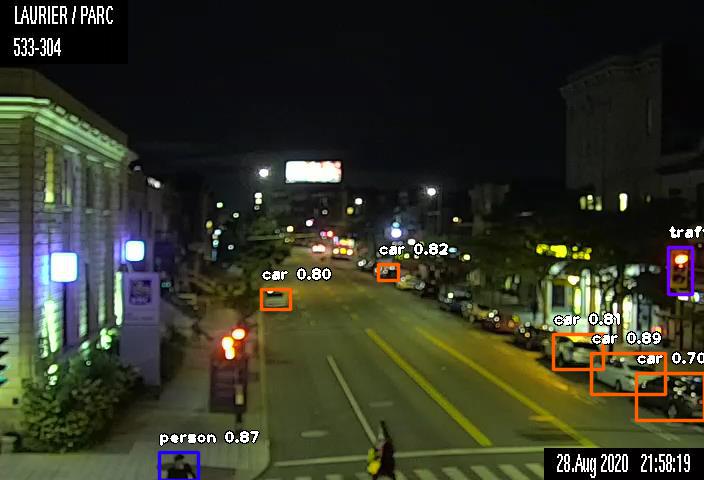 LAURIER / PARC
533-304
car 0.82
traf
car 0.80
car 0.81
car 0.89
car 0.70
person 0.87
28.Aug 2020 21:58:19